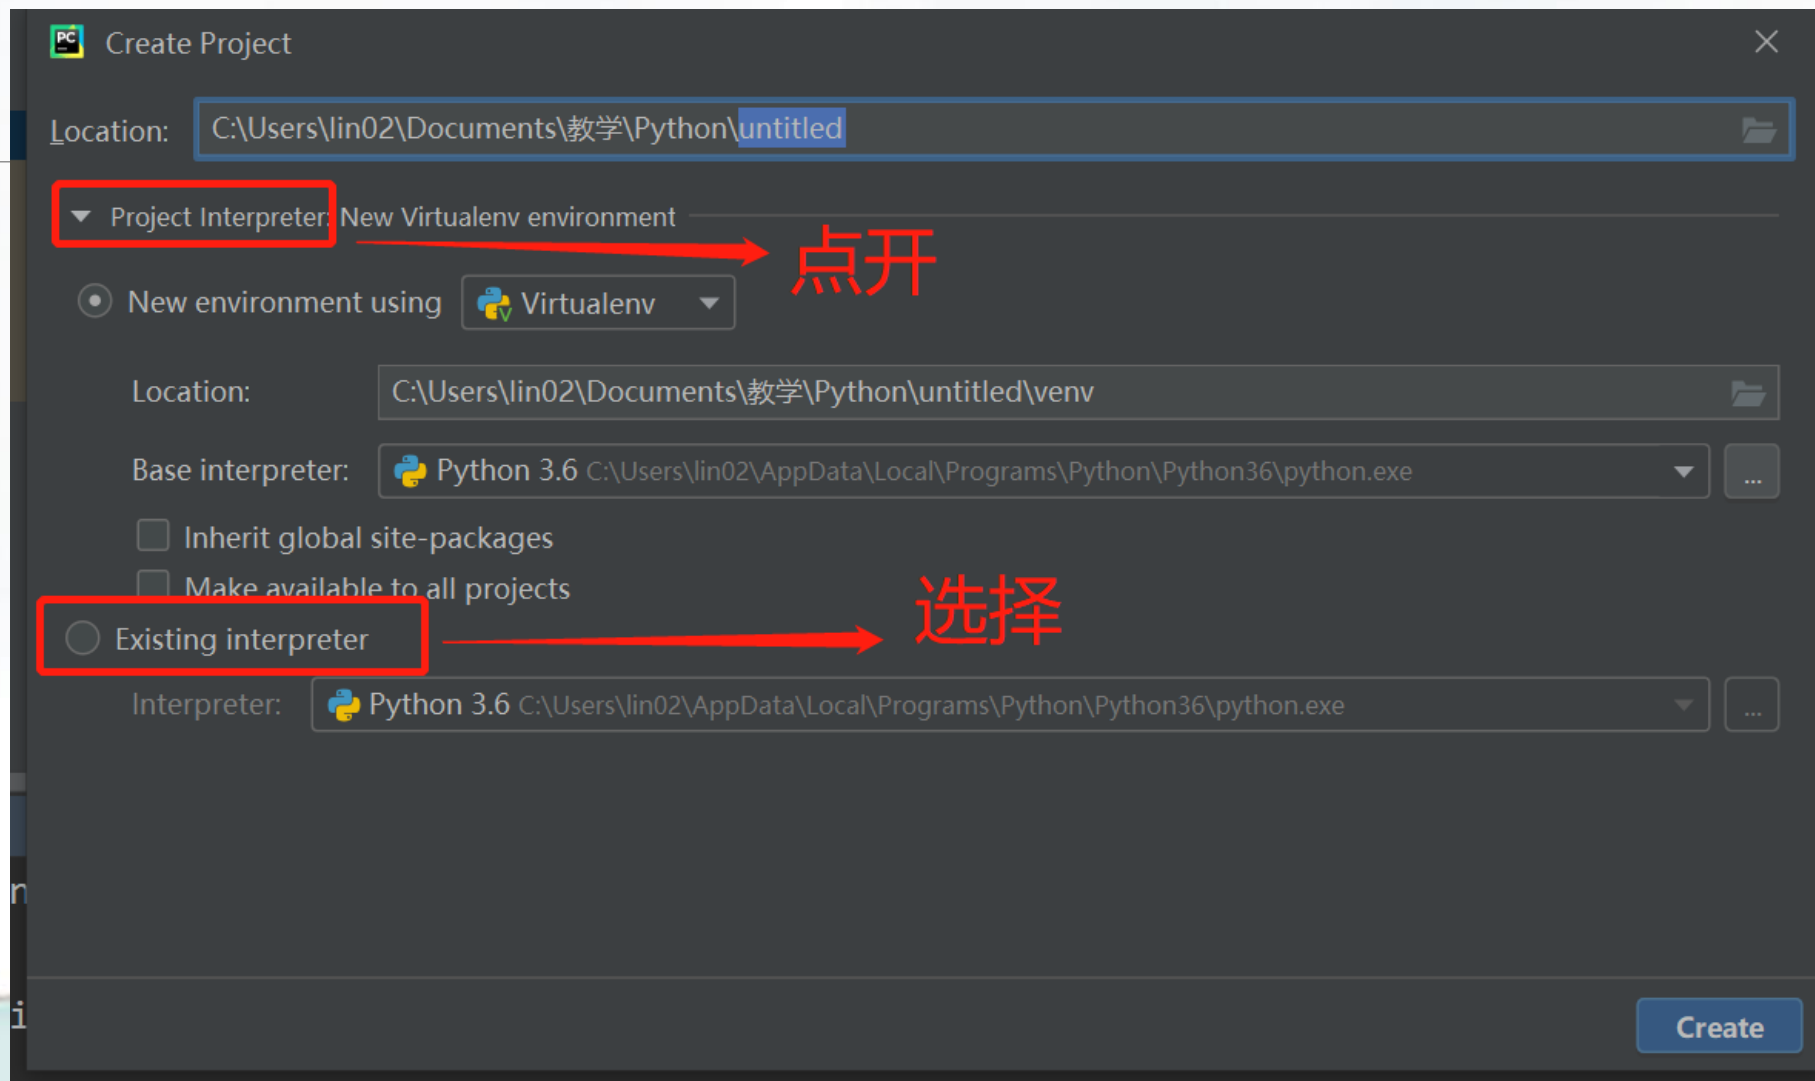 PC Create Project
Location: C:\Users\lin02\Documents\教学\Python\untitled
Project Interpreter: New Virtualenv environment
点开
New environment using Virtualenv
Location: C:\Users\lin02\Documents\教学\Python\untitled\venv
Base interpreter: Python 3.6 C:\Users\lin02\AppData\Local\Programs\Python\Python36\python.exe ...
Inherit global site-packages
Make available to all projects
选择
Existing interpreter
Interpreter: Python 3.6 C:\Users\lin02\AppData\Local\Programs\Python\Python36\python.exe ...
n
i
Create